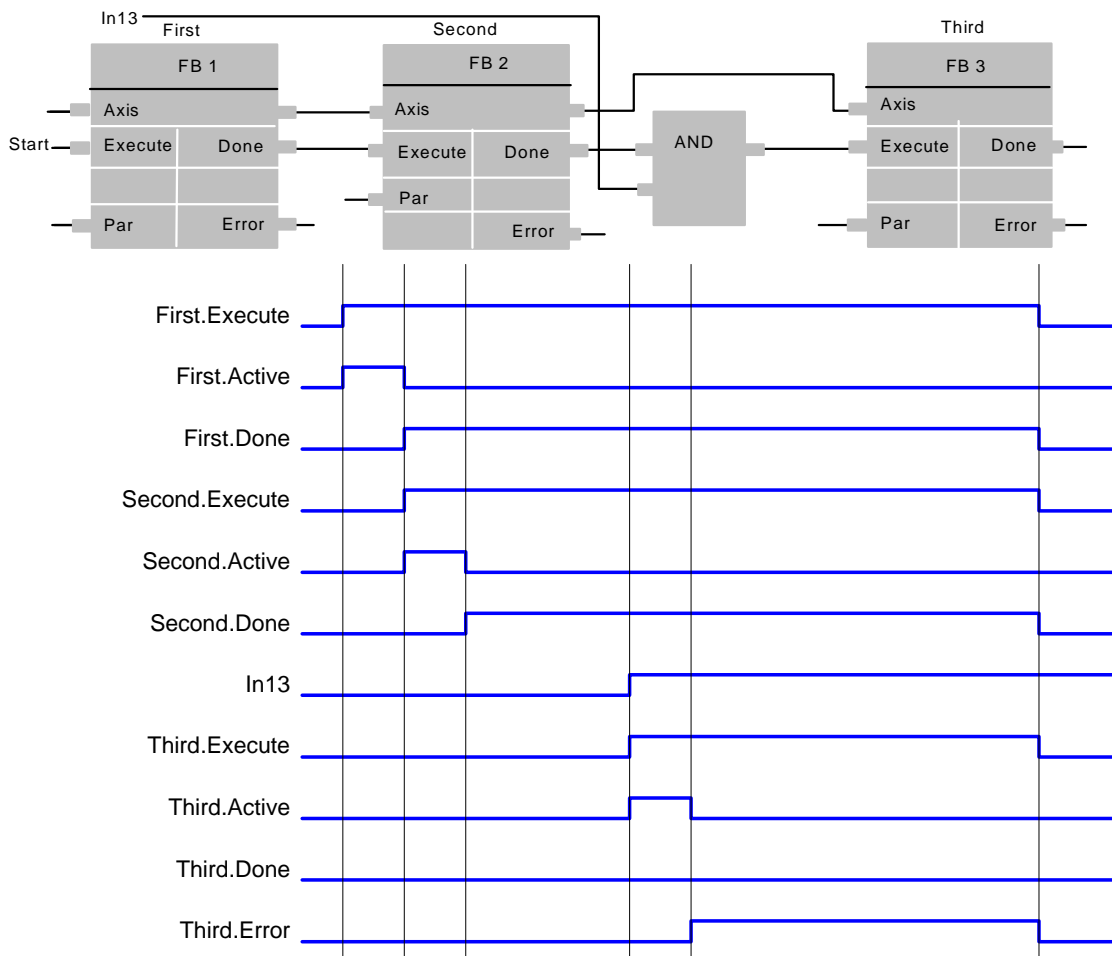 In13
First
Second
Third
FB 1
FB 2
FB 3
Axis
Axis
Axis
Start
Execute
Done
Execute
Done
AND
Execute
Done
Par
Error
Par
Error
Par
Error
First.Execute
First.Active
First.Done
Second.Execute
Second.Active
Second.Done
In13
Third.Execute
Third.Active
Third.Done
Third.Error